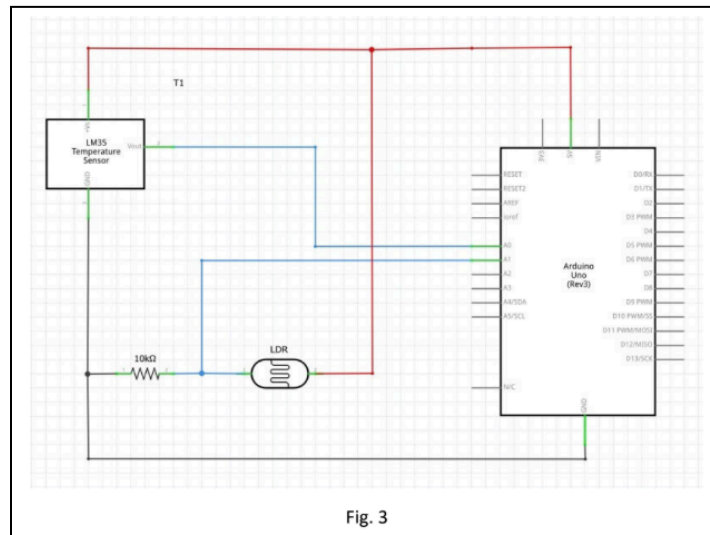 T1
+Vs
LM35
Temperature
Sensor
Vout
GND
10kΩ
LDR
3V3
5V
VIN
RESET
RESET2
AREF
ioref
A0
A1
A2
A3
A4/SDA
A5/SCL
N/C
Arduino
Uno
(Rev3)
D0/RX
D1/TX
D2
D3 PWM
D4
D5 PWM
D6 PWM
D7
D8
D9 PWM
D10 PWM/SS
D11 PWM/MOSI
D12/MISO
D13/SCK
GND
Fig. 3